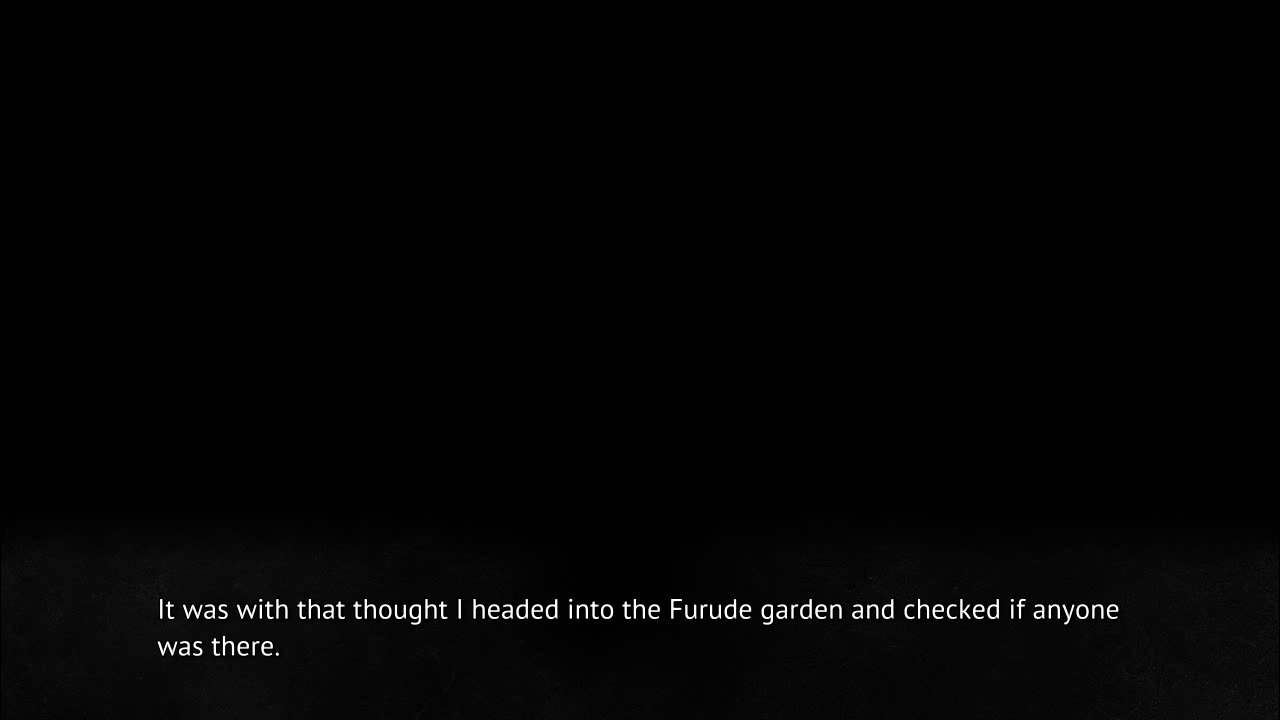 It was with that thought I headed into the Furude garden and checked if anyone
was there.